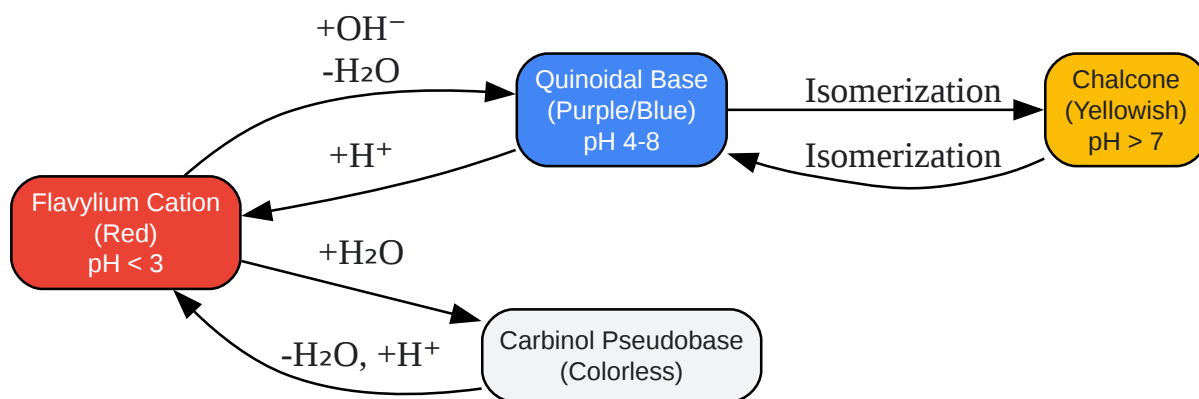 +OH⁻
-H₂O
Quinoidal Base
(Purple/Blue)
pH 4-8
Isomerization
Isomerization
Chalcone
(Yellowish)
pH > 7
+H⁺
Flavylium Cation
(Red)
pH < 3
+H₂O
-H₂O, +H⁺
Carbinol Pseudobase
(Colorless)